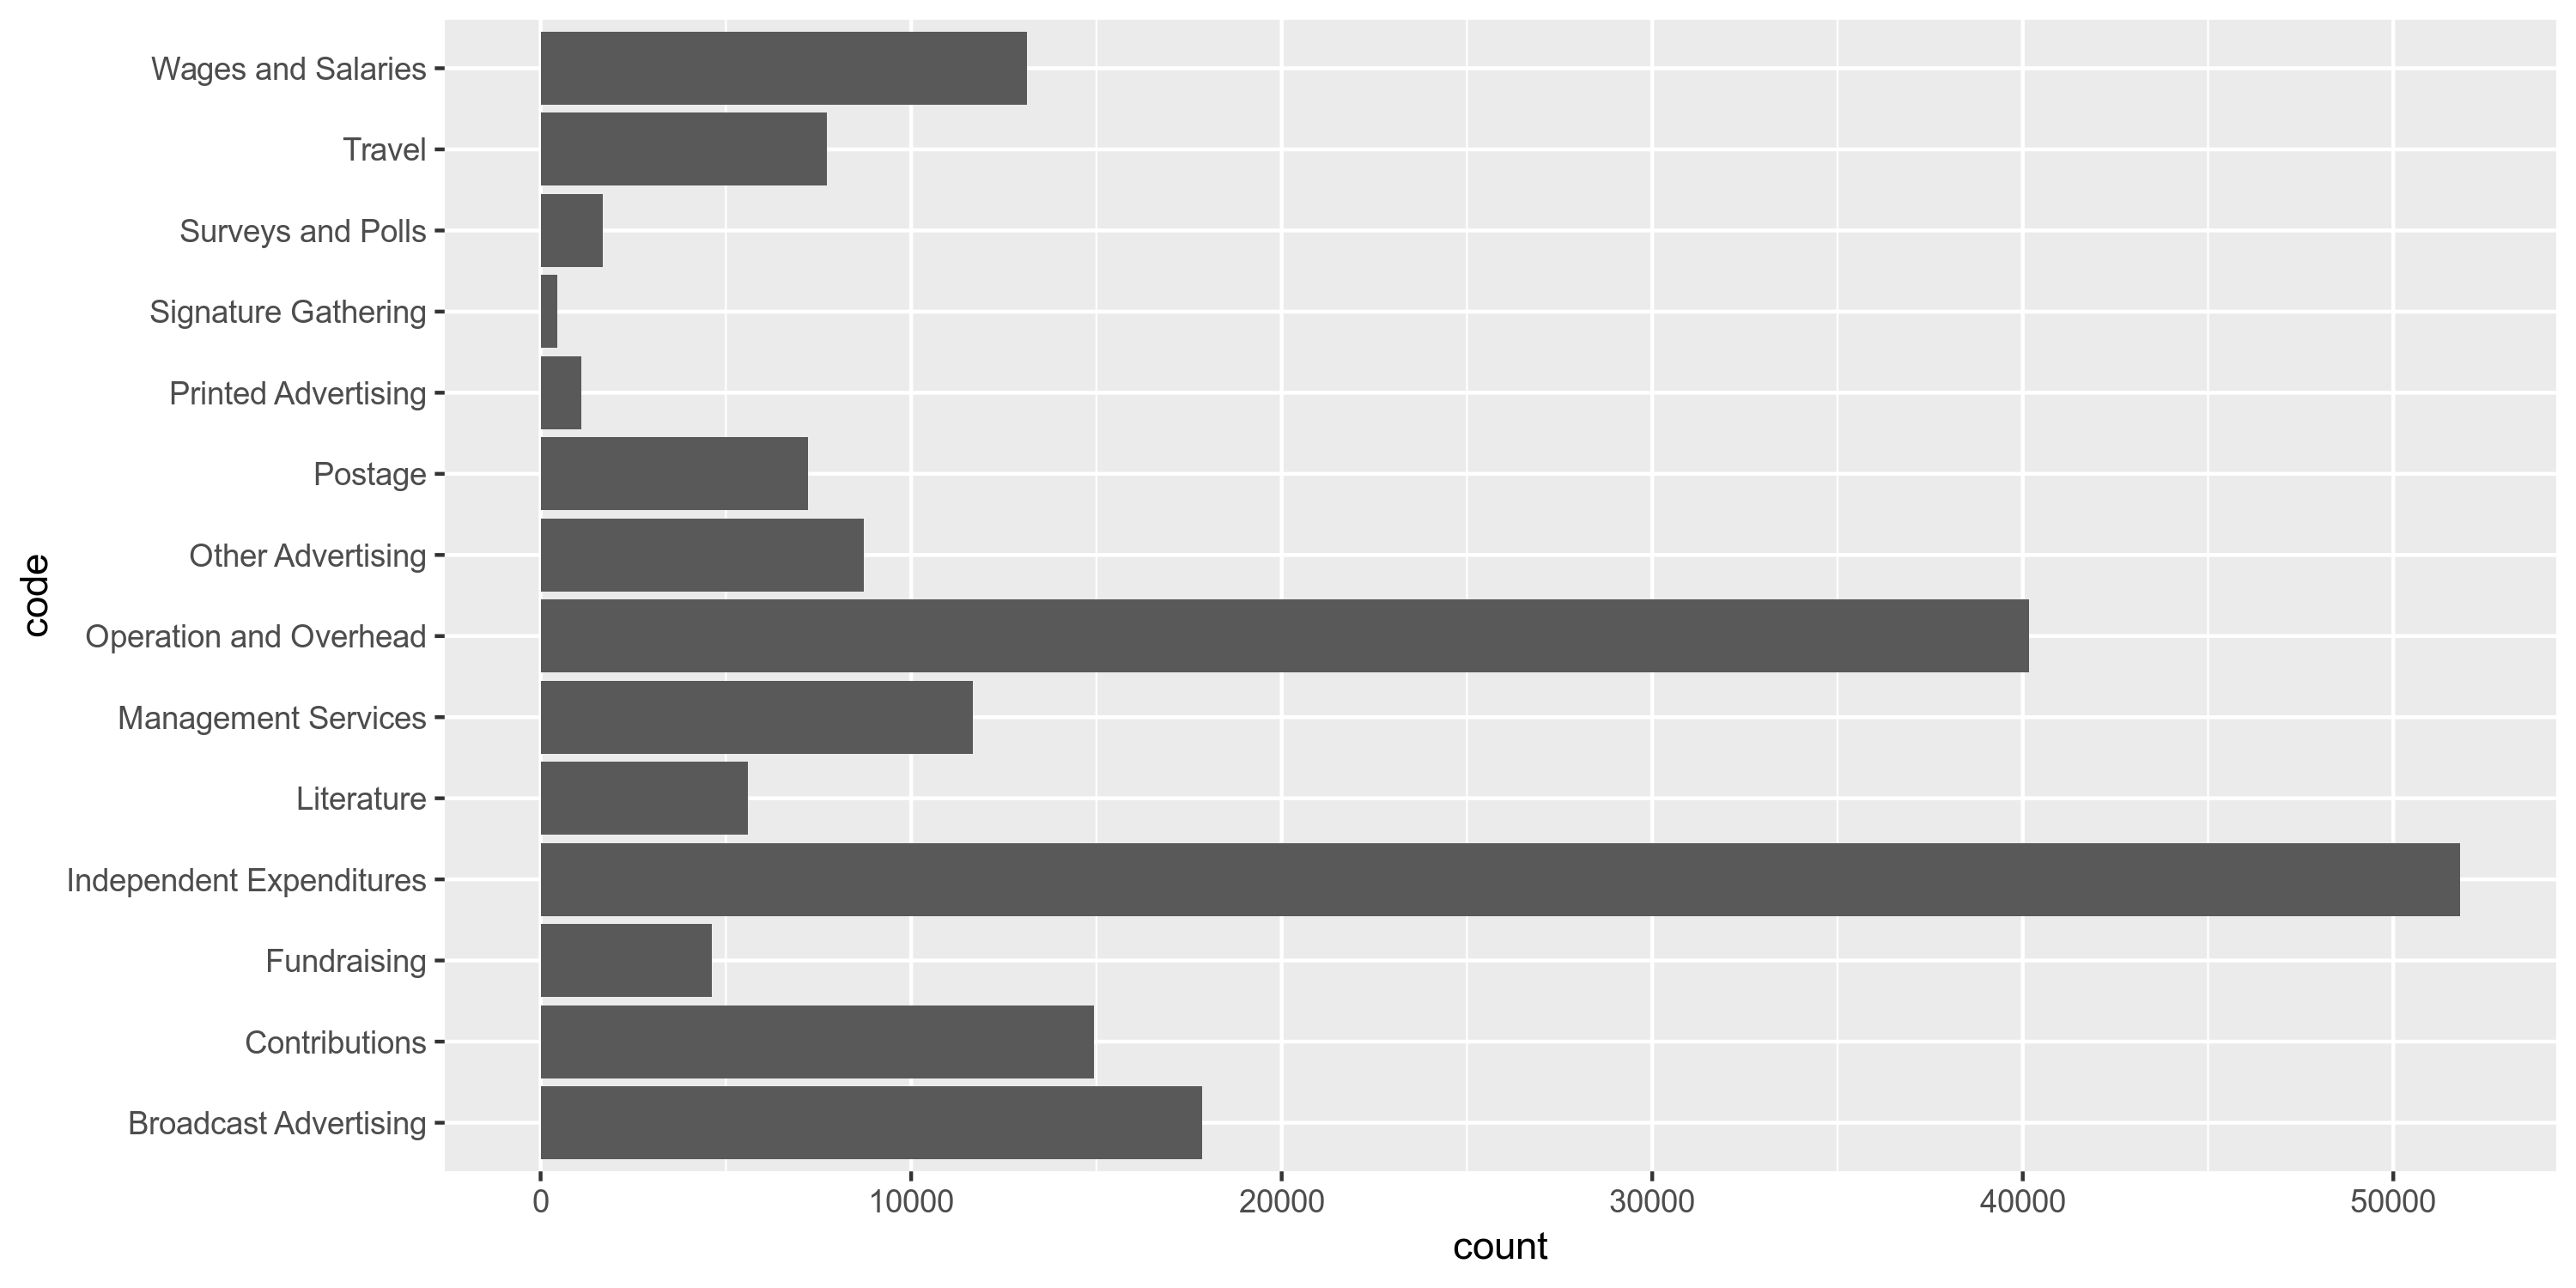 Wages and Salaries
Travel
Surveys and Polls
Signature Gathering
Printed Advertising
Postage
Other Advertising
Operation and Overhead
Management Services
Literature
Independent Expenditures
Fundraising
Contributions
Broadcast Advertising
code
0 10000 20000 30000 40000 50000
count